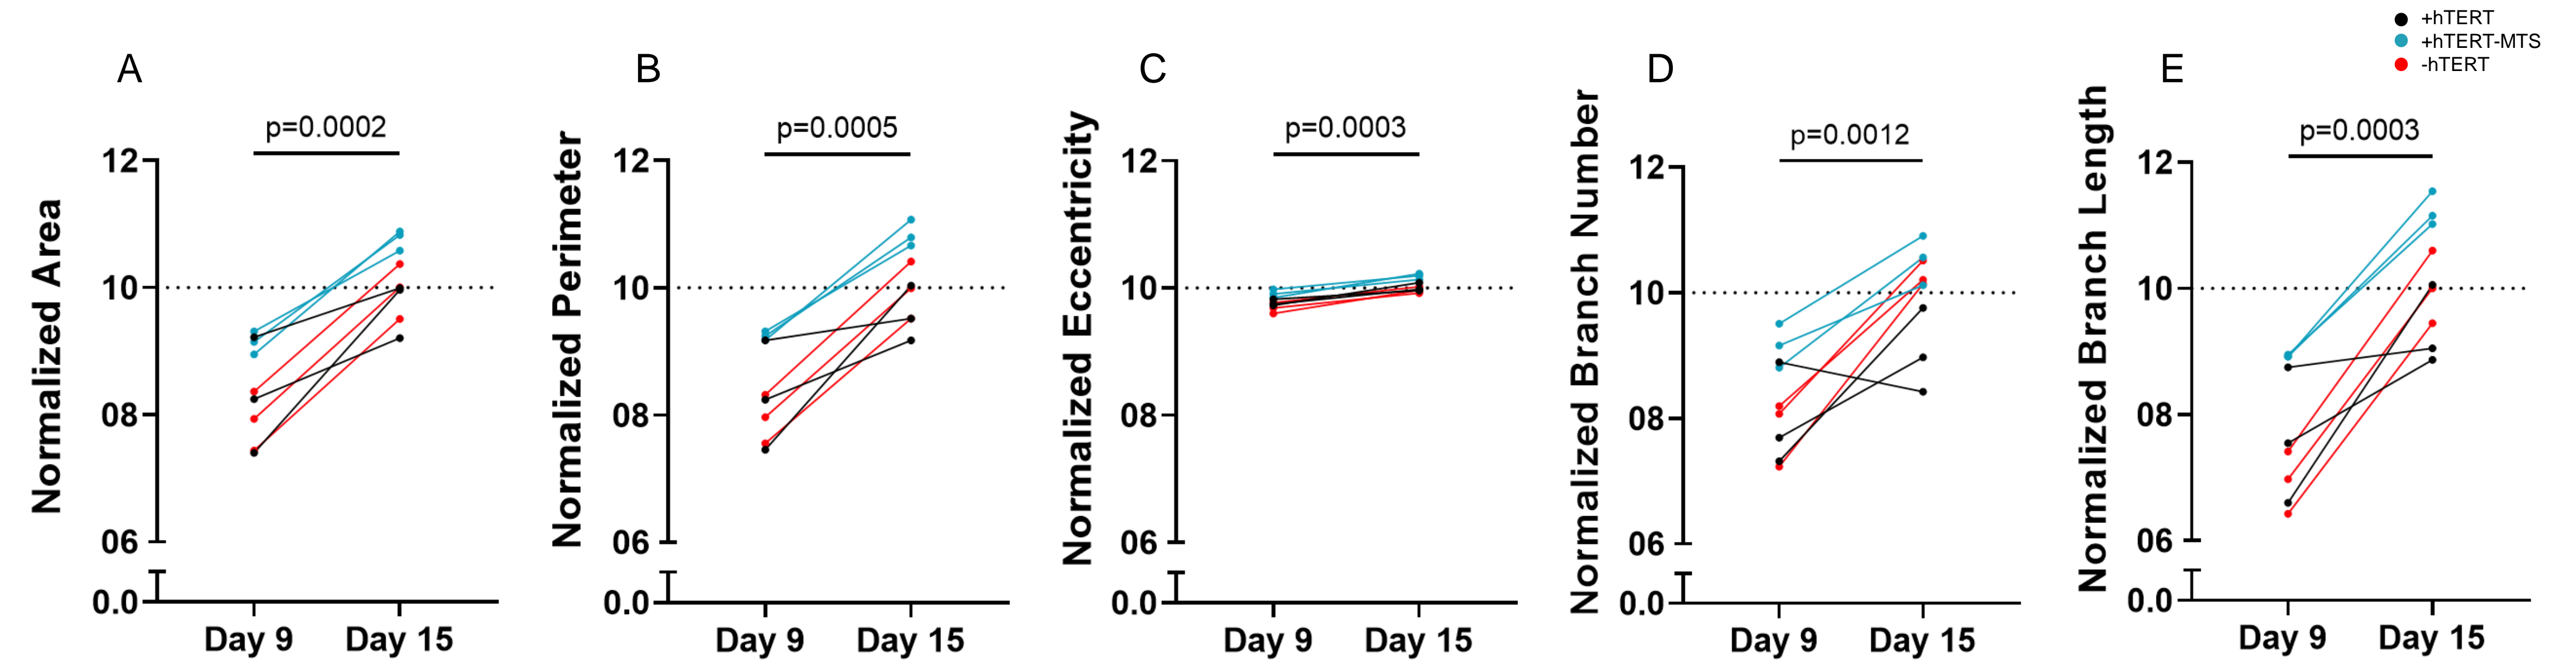 +hTERT
+hTERT-MTS
-hTERT
A
p=0.0002
Normalized Area
12
10
08
06
0.0
Day 9 Day 15
B
p=0.0005
Normalized Perimeter
12
10
08
06
0.0
Day 9 Day 15
C
p=0.0003
Normalized Eccentricity
12
10
08
06
0.0
Day 9 Day 15
D
p=0.0012
Normalized Branch Number
12
10
08
06
0.0
Day 9 Day 15
E
p=0.0003
Normalized Branch Length
12
10
08
06
0.0
Day 9 Day 15